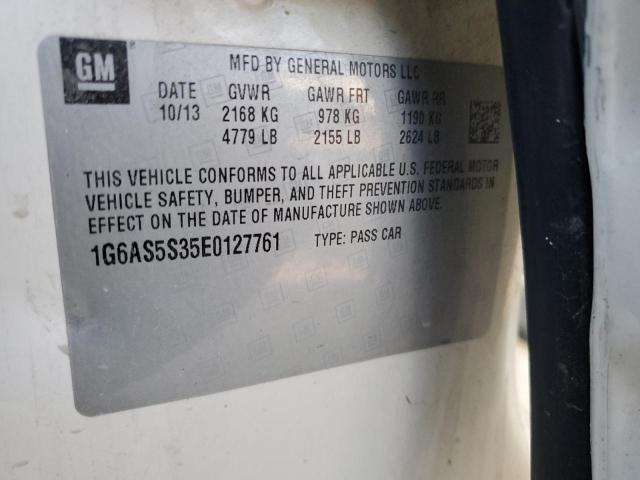 GM
MFD BY GENERAL MOTORS LLC
DATE GVWR GAWR FRT GAWR RR
10/13 2168 KG 978 KG 1190 KG
4779 LB 2155 LB 2624 LB
THIS VEHICLE CONFORMS TO ALL APPLICABLE U.S. FEDERAL MOTOR
VEHICLE SAFETY, BUMPER, AND THEFT PREVENTION STANDARDS IN
EFFECT ON THE DATE OF MANUFACTURE SHOWN ABOVE.
1G6AS5S35E0127761 TYPE: PASS CAR